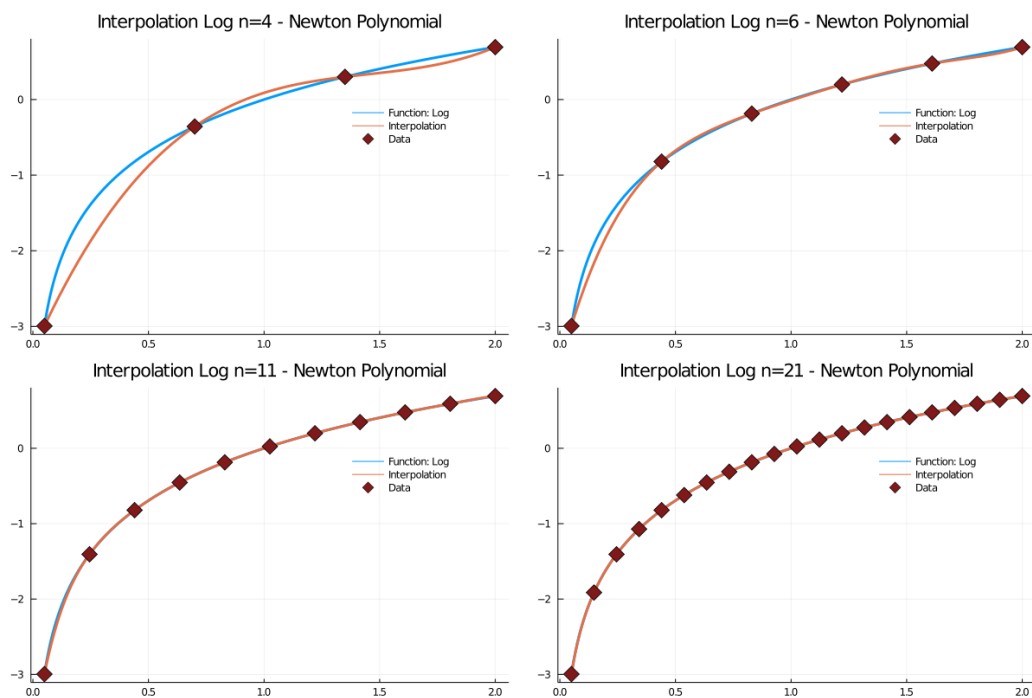 Interpolation Log n=4 - Newton Polynomial
0
−1
−2
−3
0.0 0.5 1.0 1.5 2.0
Function: Log
Interpolation
Data
Interpolation Log n=6 - Newton Polynomial
0
−1
−2
−3
0.0 0.5 1.0 1.5 2.0
Function: Log
Interpolation
Data
Interpolation Log n=11 - Newton Polynomial
0
−1
−2
−3
0.0 0.5 1.0 1.5 2.0
Function: Log
Interpolation
Data
Interpolation Log n=21 - Newton Polynomial
0
−1
−2
−3
0.0 0.5 1.0 1.5 2.0
Function: Log
Interpolation
Data